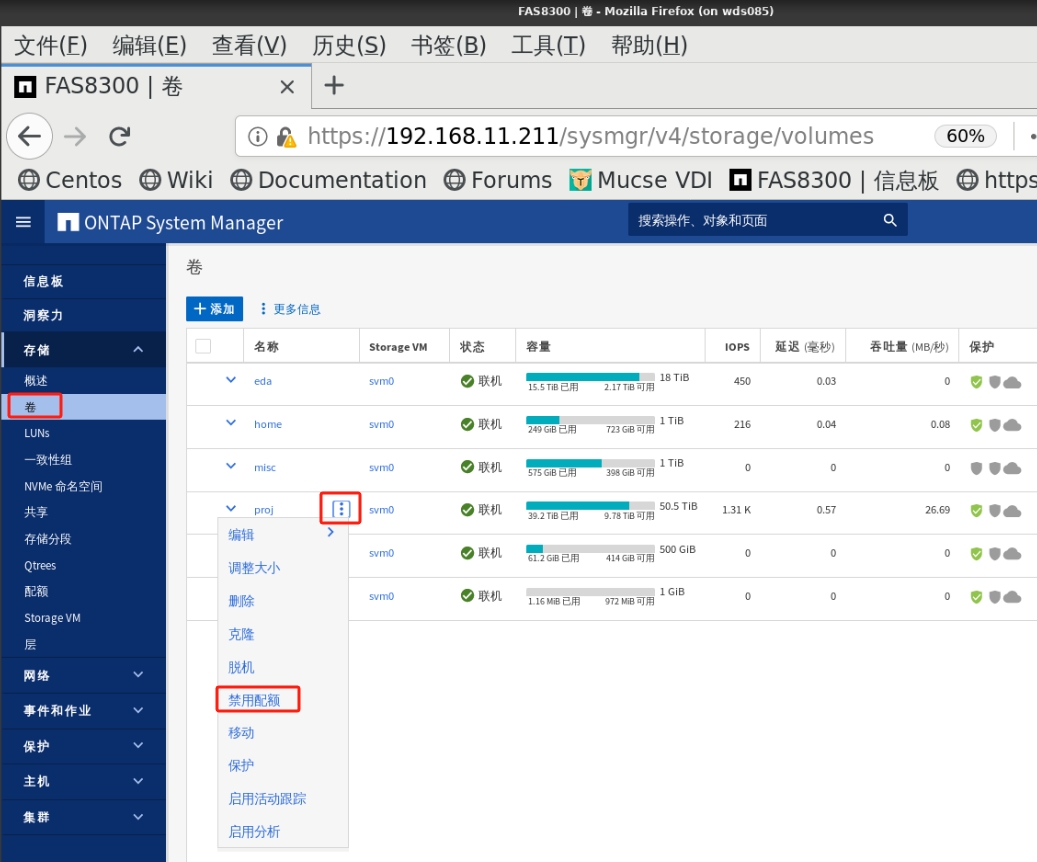 FAS8300 | 卷 - Mozilla Firefox (on wds085)
文件(F) 编辑(E) 查看(V) 历史(S) 书签(B) 工具(T) 帮助(H)
FAS8300 | 卷
https://192.168.11.211/sysmgr/v4/storage/volumes 60%
Centos Wiki Documentation Forums Mucse VDI FAS8300 | 信息板 https
ONTAP System Manager 搜索操作、对象和页面
信息板
洞察力
存储
概述
卷
LUNs
一致性组
NVMe 命名空间
共享
存储分段
Qtrees
配额
Storage VM
层
网络
事件和作业
保护
主机
集群
卷
添加 更多信息
名称 Storage VM 状态 容量 IOPS 延迟 (毫秒) 吞吐量 (MB/秒) 保护
eda svm0 联机 15.5 TiB 已用 2.17 TiB 可用 18 TiB 450 0.03 0
home svm0 联机 249 GiB 已用 723 GiB 可用 1 TiB 216 0.04 0.08
misc svm0 联机 575 GiB 已用 398 GiB 可用 1 TiB 0 0 0
proj svm0 联机 39.2 TiB 已用 9.78 TiB 可用 50.5 TiB 1.31 K 0.57 26.69
svm0 联机 61.2 GiB 已用 414 GiB 可用 500 GiB 0 0 0
svm0 联机 1.16 MiB 已用 972 MiB 可用 1 GiB 0 0 0
编辑
调整大小
删除
克隆
脱机
禁用配额
移动
保护
启用活动跟踪
启用分析